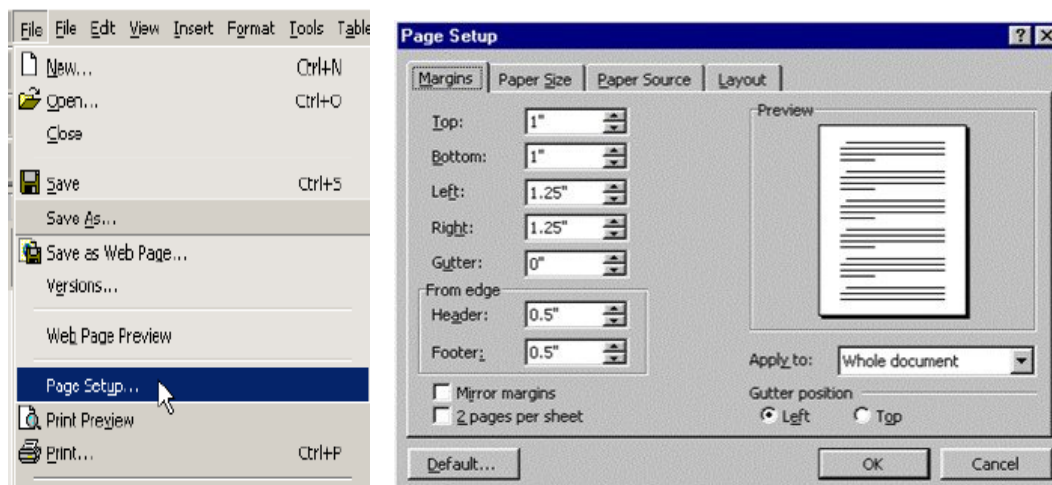 File File Edit View Insert Format Tools Table
New... Ctrl+N
Open... Ctrl+O
Close
Save Ctrl+S
Save As...
Save as Web Page...
Versions...
Web Page Preview
Page Setup...
Print Preview
Print... Ctrl+P
Page Setup
Margins Paper Size Paper Source Layout
Top: 1"
Bottom: 1"
Left: 1.25"
Right: 1.25"
Gutter: 0"
From edge
Header: 0.5"
Footer: 0.5"
Mirror margins
2 pages per sheet
Preview
Apply to: Whole document
Gutter position
Left Top
Default... OK Cancel